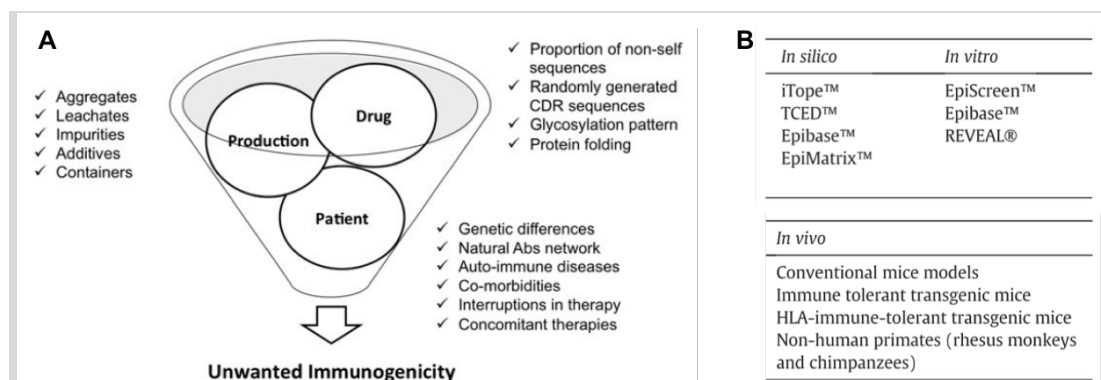 A
✓ Aggregates
✓ Leachates
✓ Impurities
✓ Additives
✓ Containers
Production
Drug
Patient
✓ Proportion of non-self
sequences
✓ Randomly generated
CDR sequences
✓ Glycosylation pattern
✓ Protein folding
✓ Genetic differences
✓ Natural Abs network
✓ Auto-immune diseases
✓ Co-morbidities
✓ Interruptions in therapy
✓ Concomitant therapies
Unwanted Immunogenicity
B
In silico In vitro
iTope™ EpiScreen™
TCED™ Epibase™
Epibase™ REVEAL®
EpiMatrix™
In vivo
Conventional mice models
Immune tolerant transgenic mice
HLA-immune-tolerant transgenic mice
Non-human primates (rhesus monkeys
and chimpanzees)